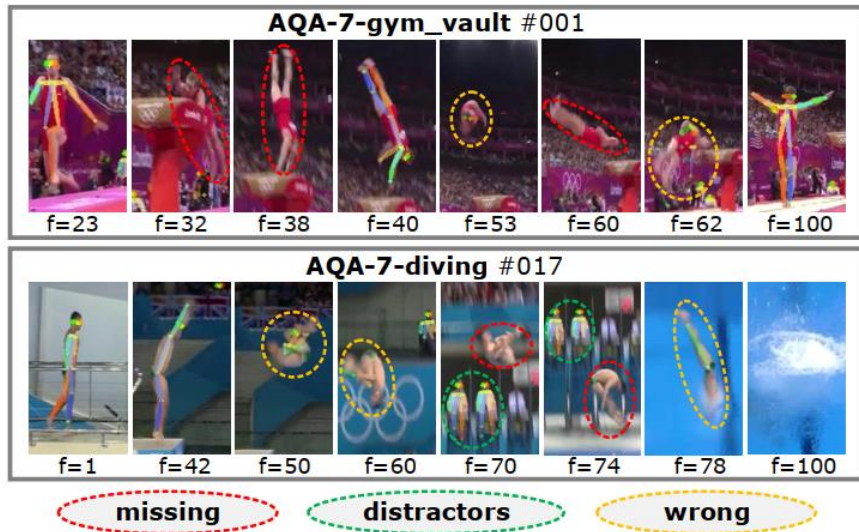 AQA-7-gym_vault #001
f=23 f=32 f=38 f=40 f=53 f=60 f=62 f=100
AQA-7-diving #017
f=1 f=42 f=50 f=60 f=70 f=74 f=78 f=100
missing distractors wrong